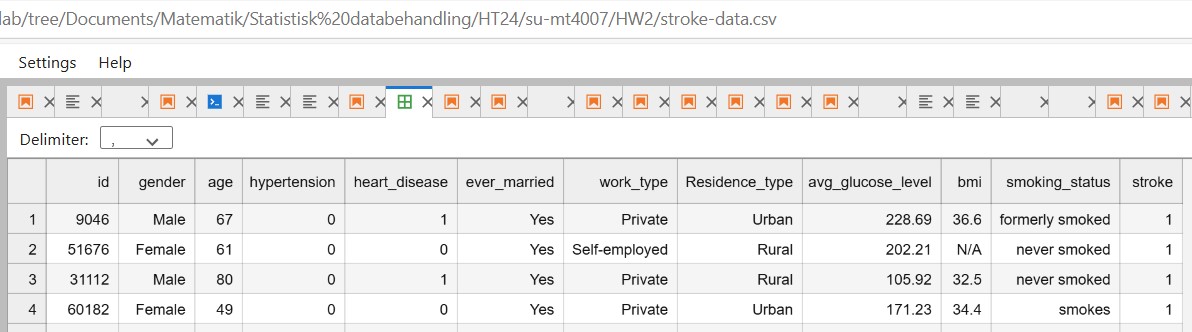 lab/tree/Documents/Matematik/Statistisk%20databehandling/HT24/su-mt4007/HW2/stroke-data.csv
Settings Help
Delimiter: ,
id gender age hypertension heart_disease ever_married work_type Residence_type avg_glucose_level bmi smoking_status stroke
1 9046 Male 67 0 1 Yes Private Urban 228.69 36.6 formerly smoked 1
2 51676 Female 61 0 0 Yes Self-employed Rural 202.21 N/A never smoked 1
3 31112 Male 80 0 1 Yes Private Rural 105.92 32.5 never smoked 1
4 60182 Female 49 0 0 Yes Private Urban 171.23 34.4 smokes 1